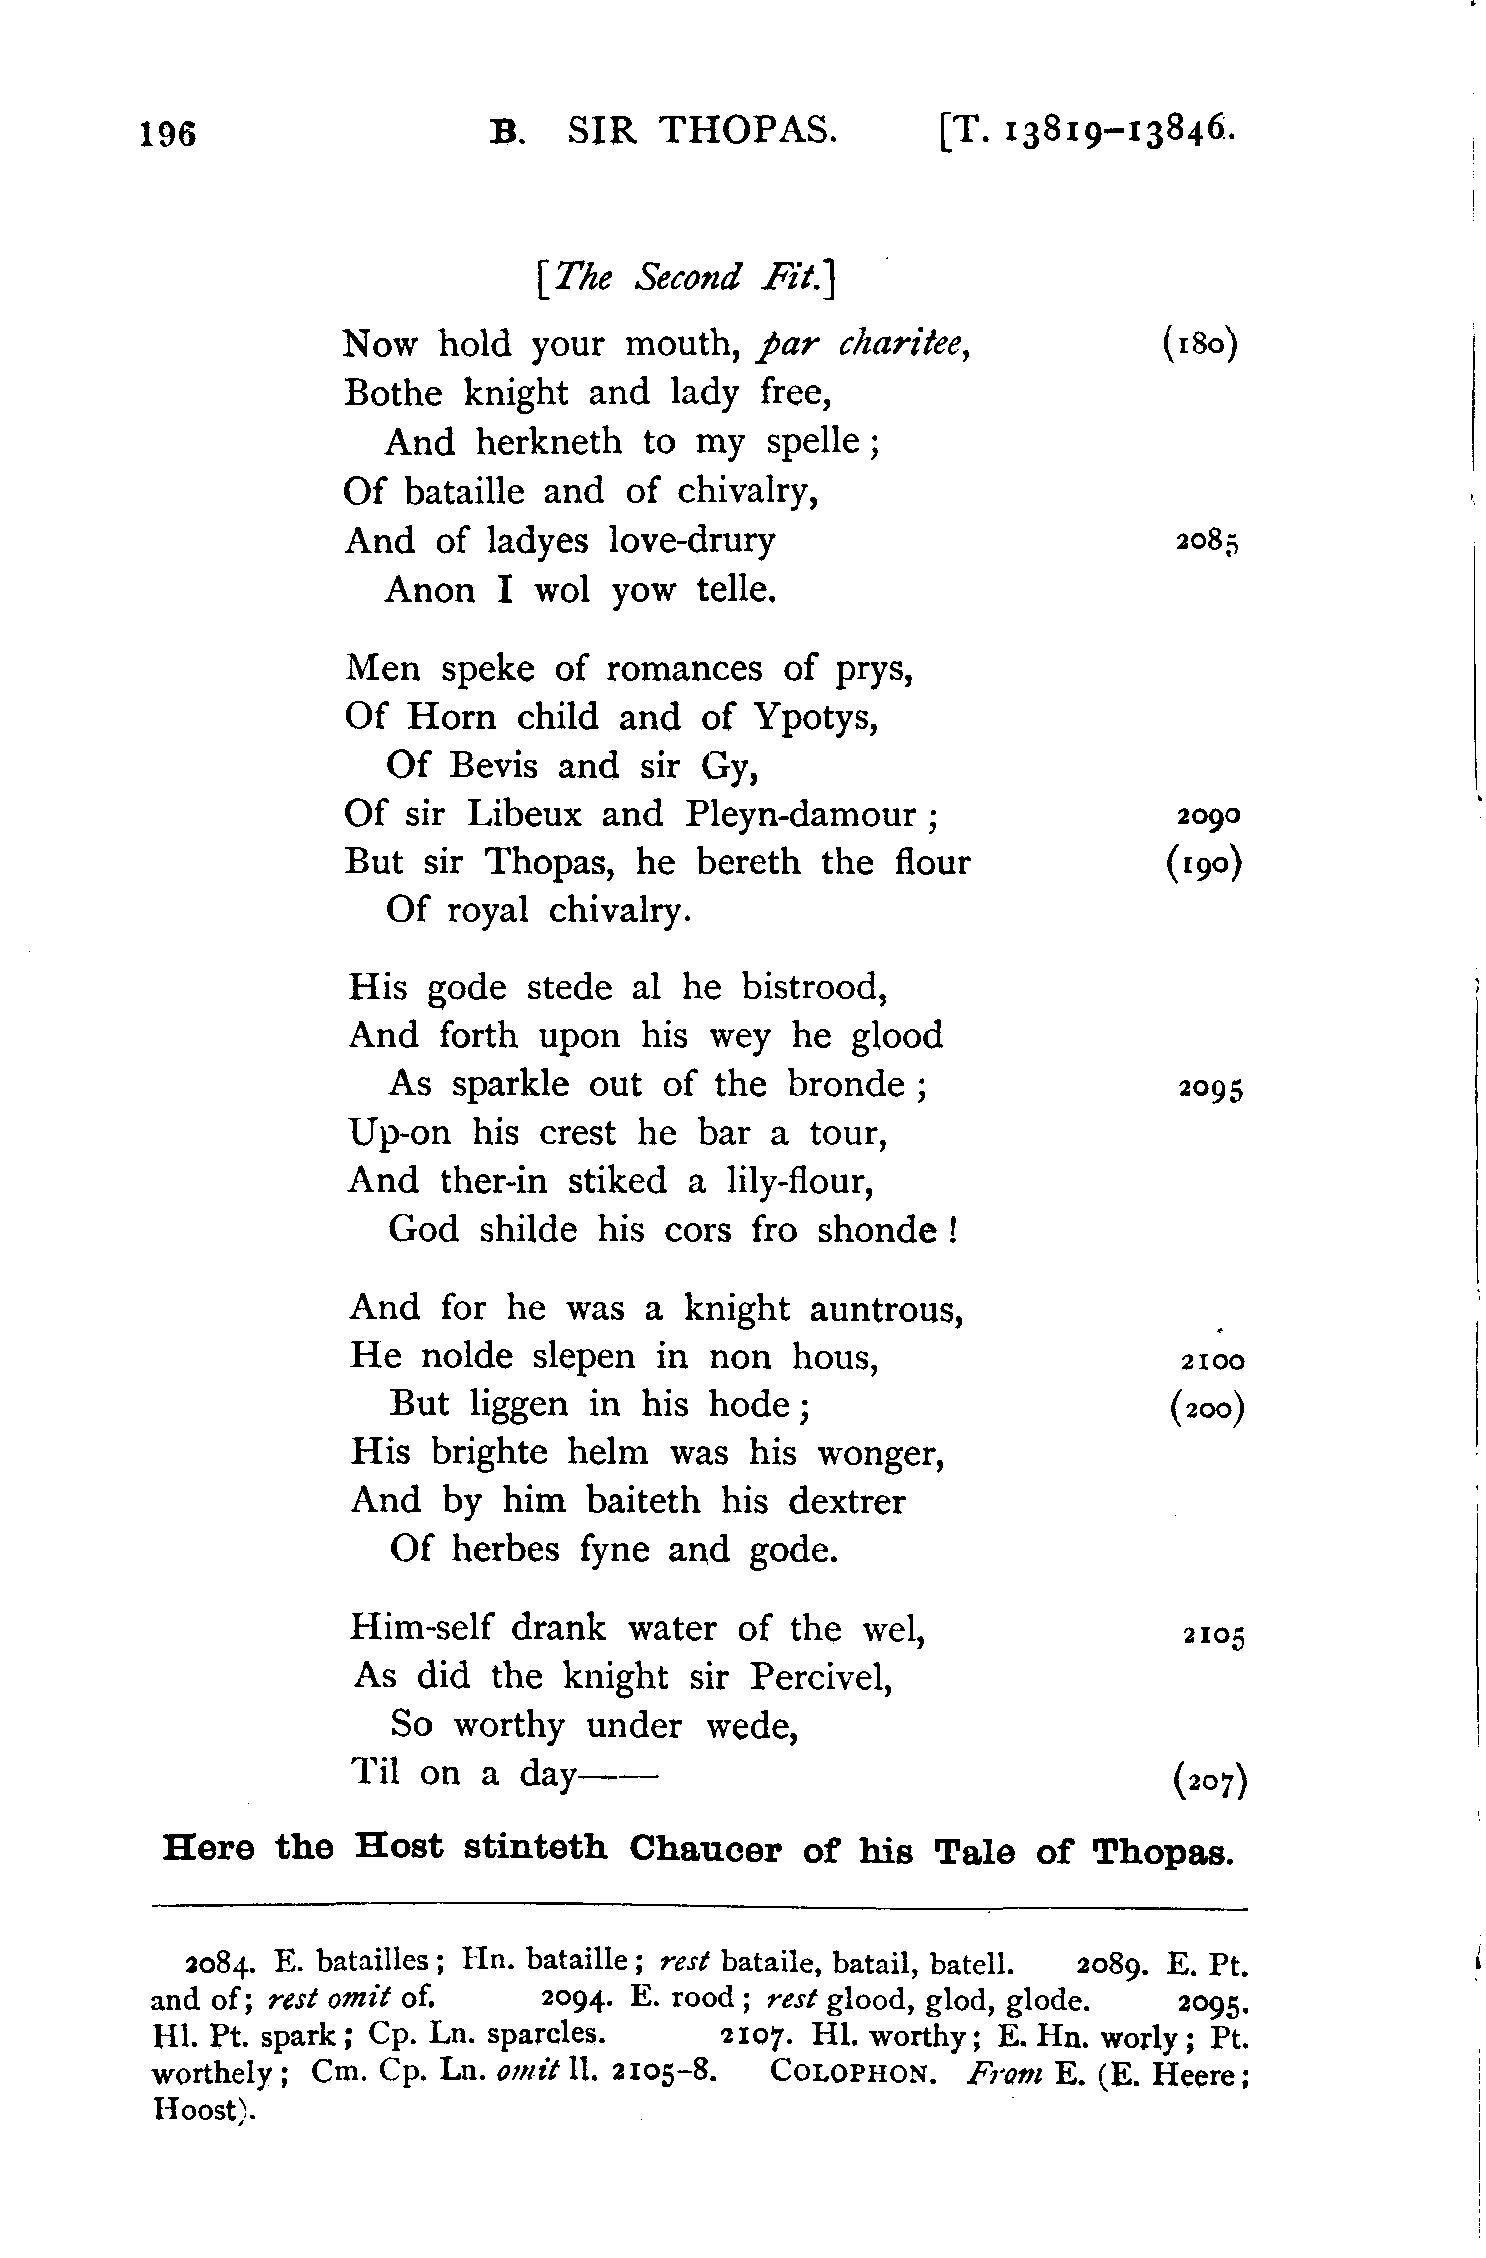 196 B. SIR THOPAS. [T. 13819–13846.
[The Second Fit.]
Now hold your mouth, par charitee, (180)
Bothe knight and lady free,
And herkneth to my spelle ;
Of bataille and of chivalry,
And of ladyes love-drury 2085
Anon I wol yow telle.
Men speke of romances of prys,
Of Horn child and of Ypotys,
Of Bevis and sir Gy,
Of sir Libeux and Pleyn-damour ; 2090
But sir Thopas, he bereth the flour (190)
Of royal chivalry.
His gode stede al he bistrood,
And forth upon his wey he glood
As sparkle out of the bronde ; 2095
Up-on his crest he bar a tour,
And ther-in stiked a lily-flour,
God shilde his cors fro shonde !
And for he was a knight auntrous,
He nolde slepen in non hous, 2100
But liggen in his hode ; (200)
His brighte helm was his wonger,
And by him baiteth his dextrer
Of herbes fyne and gode.
Him-self drank water of the wel, 2105
As did the knight sir Percivel,
So worthy under wede,
Til on a day—— (207)
Here the Host stinteth Chaucer of his Tale of Thopas.
2084. E. batailles ; Hn. bataille ; rest bataile, batail, batell. 2089. E. Pt.
and of ; rest omit of. 2094. E. rood ; rest glood, glod, glode. 2095.
Hl. Pt. spark ; Cp. Ln. sparcles. 2107. Hl. worthy ; E. Hn. worly ; Pt.
worthely ; Cm. Cp. Ln. omit ll. 2105–8. COLOPHON. From E. (E. Heere ;
Hoost).